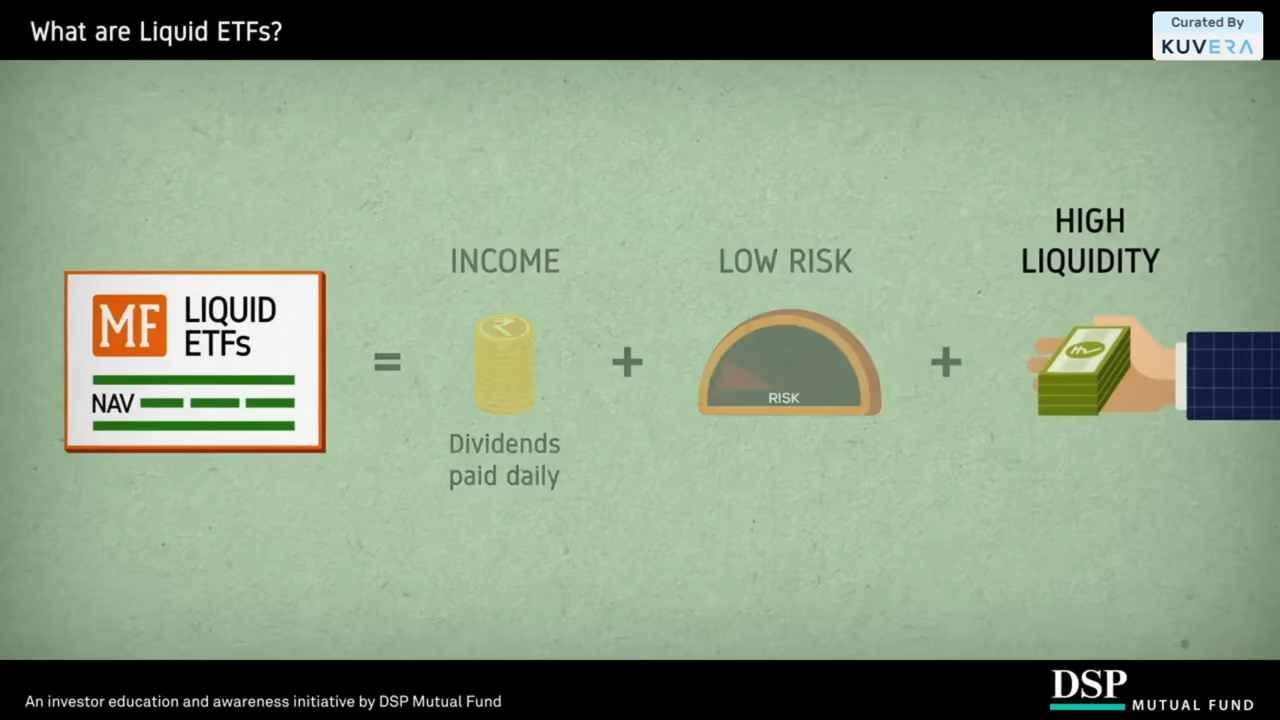 What are Liquid ETFs?
Curated By
KUVERA
MF
LIQUID
ETFs
NAV
=
INCOME
₹
Dividends
paid daily
+
LOW RISK
RISK
+
HIGH
LIQUIDITY
An investor education and awareness initiative by DSP Mutual Fund
DSP
MUTUAL FUND